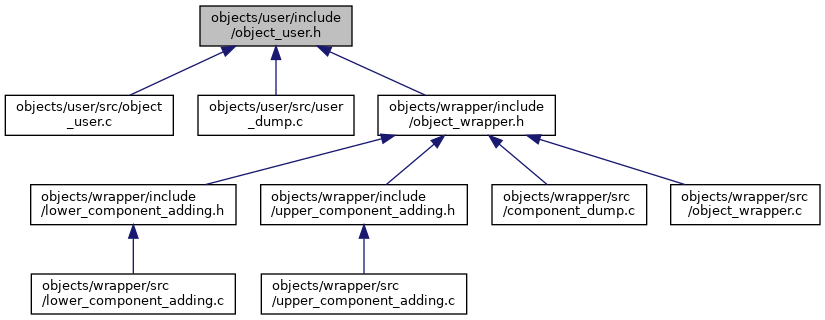 objects/user/include
/object_user.h
objects/user/src/object
_user.c
objects/user/src/user
_dump.c
objects/wrapper/include
/object_wrapper.h
objects/wrapper/include
/lower_component_adding.h
objects/wrapper/include
/upper_component_adding.h
objects/wrapper/src
/component_dump.c
objects/wrapper/src
/object_wrapper.c
objects/wrapper/src
/lower_component_adding.c
objects/wrapper/src
/upper_component_adding.c